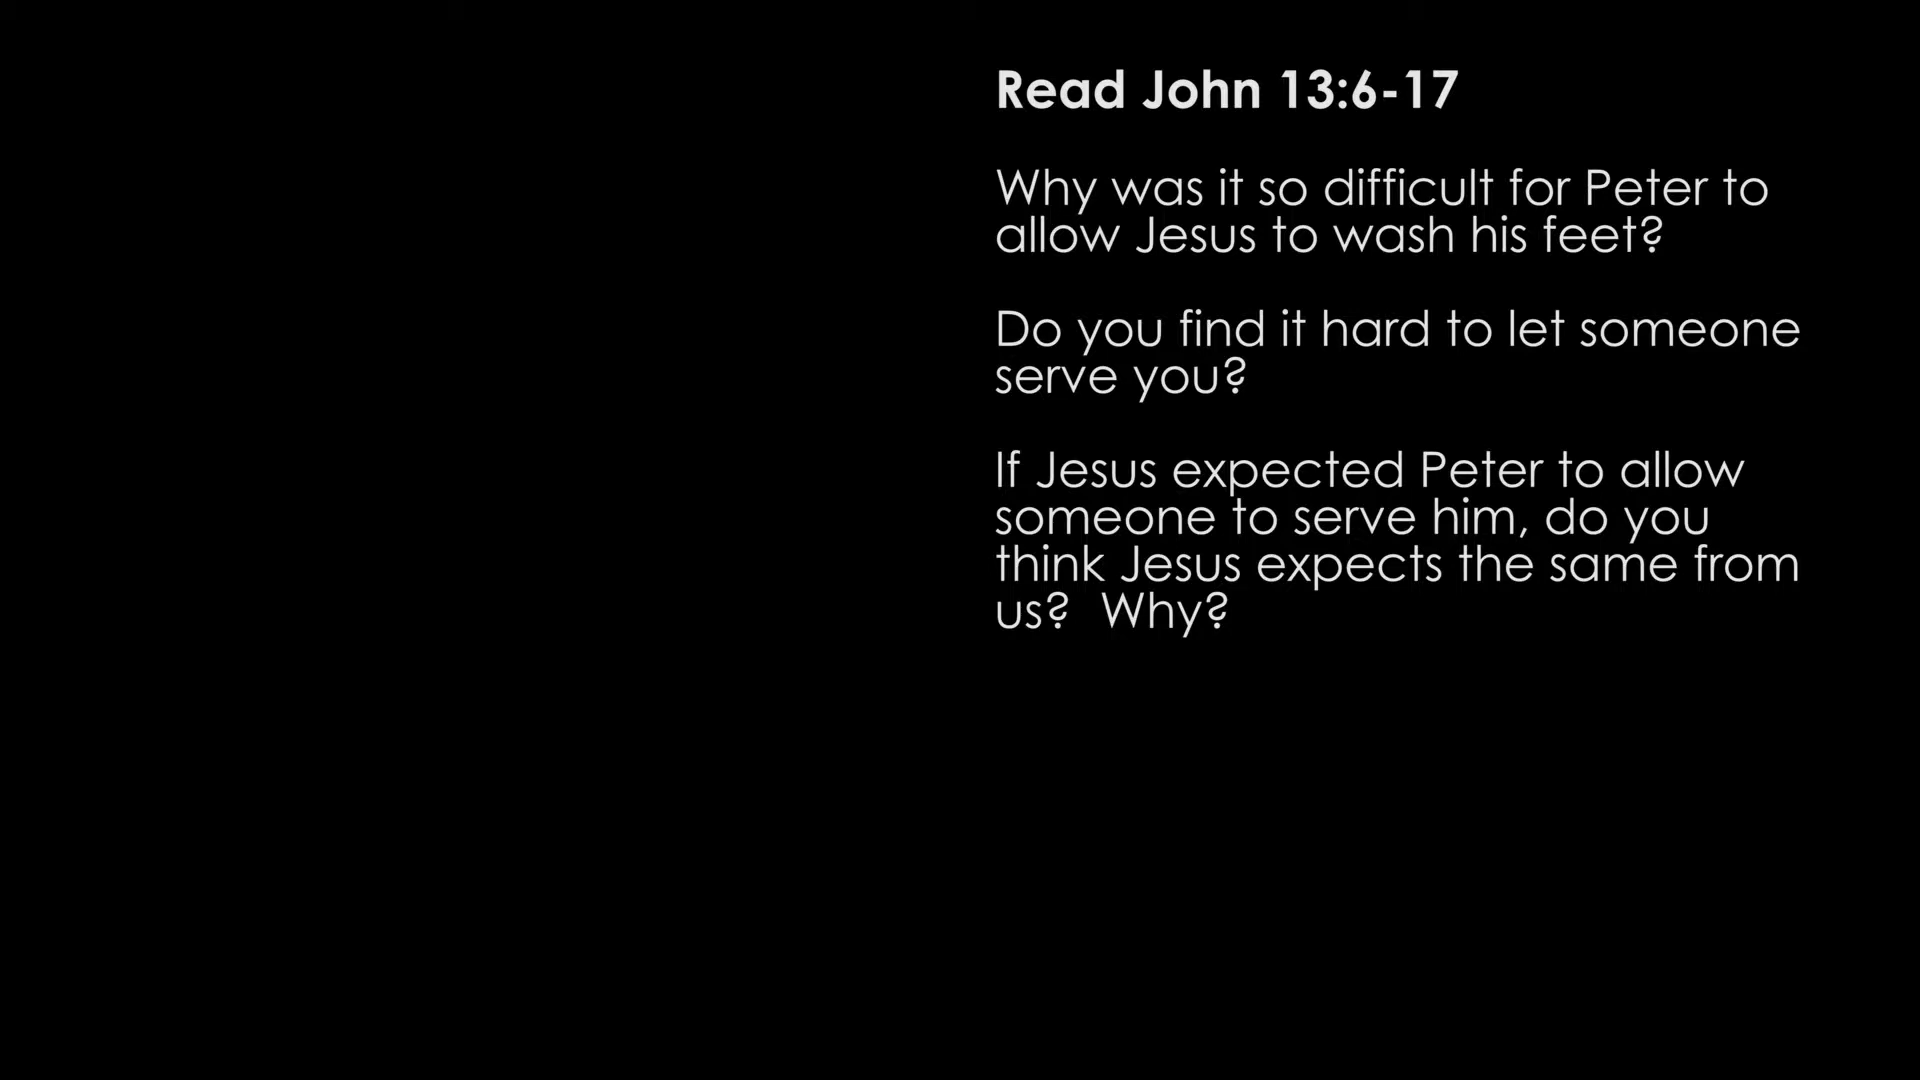 Read John 13:6-17
Why was it so difficult for Peter to
allow Jesus to wash his feet?
Do you find it hard to let someone
serve you?
If Jesus expected Peter to allow
someone to serve him, do you
think Jesus expects the same from
us?  Why?